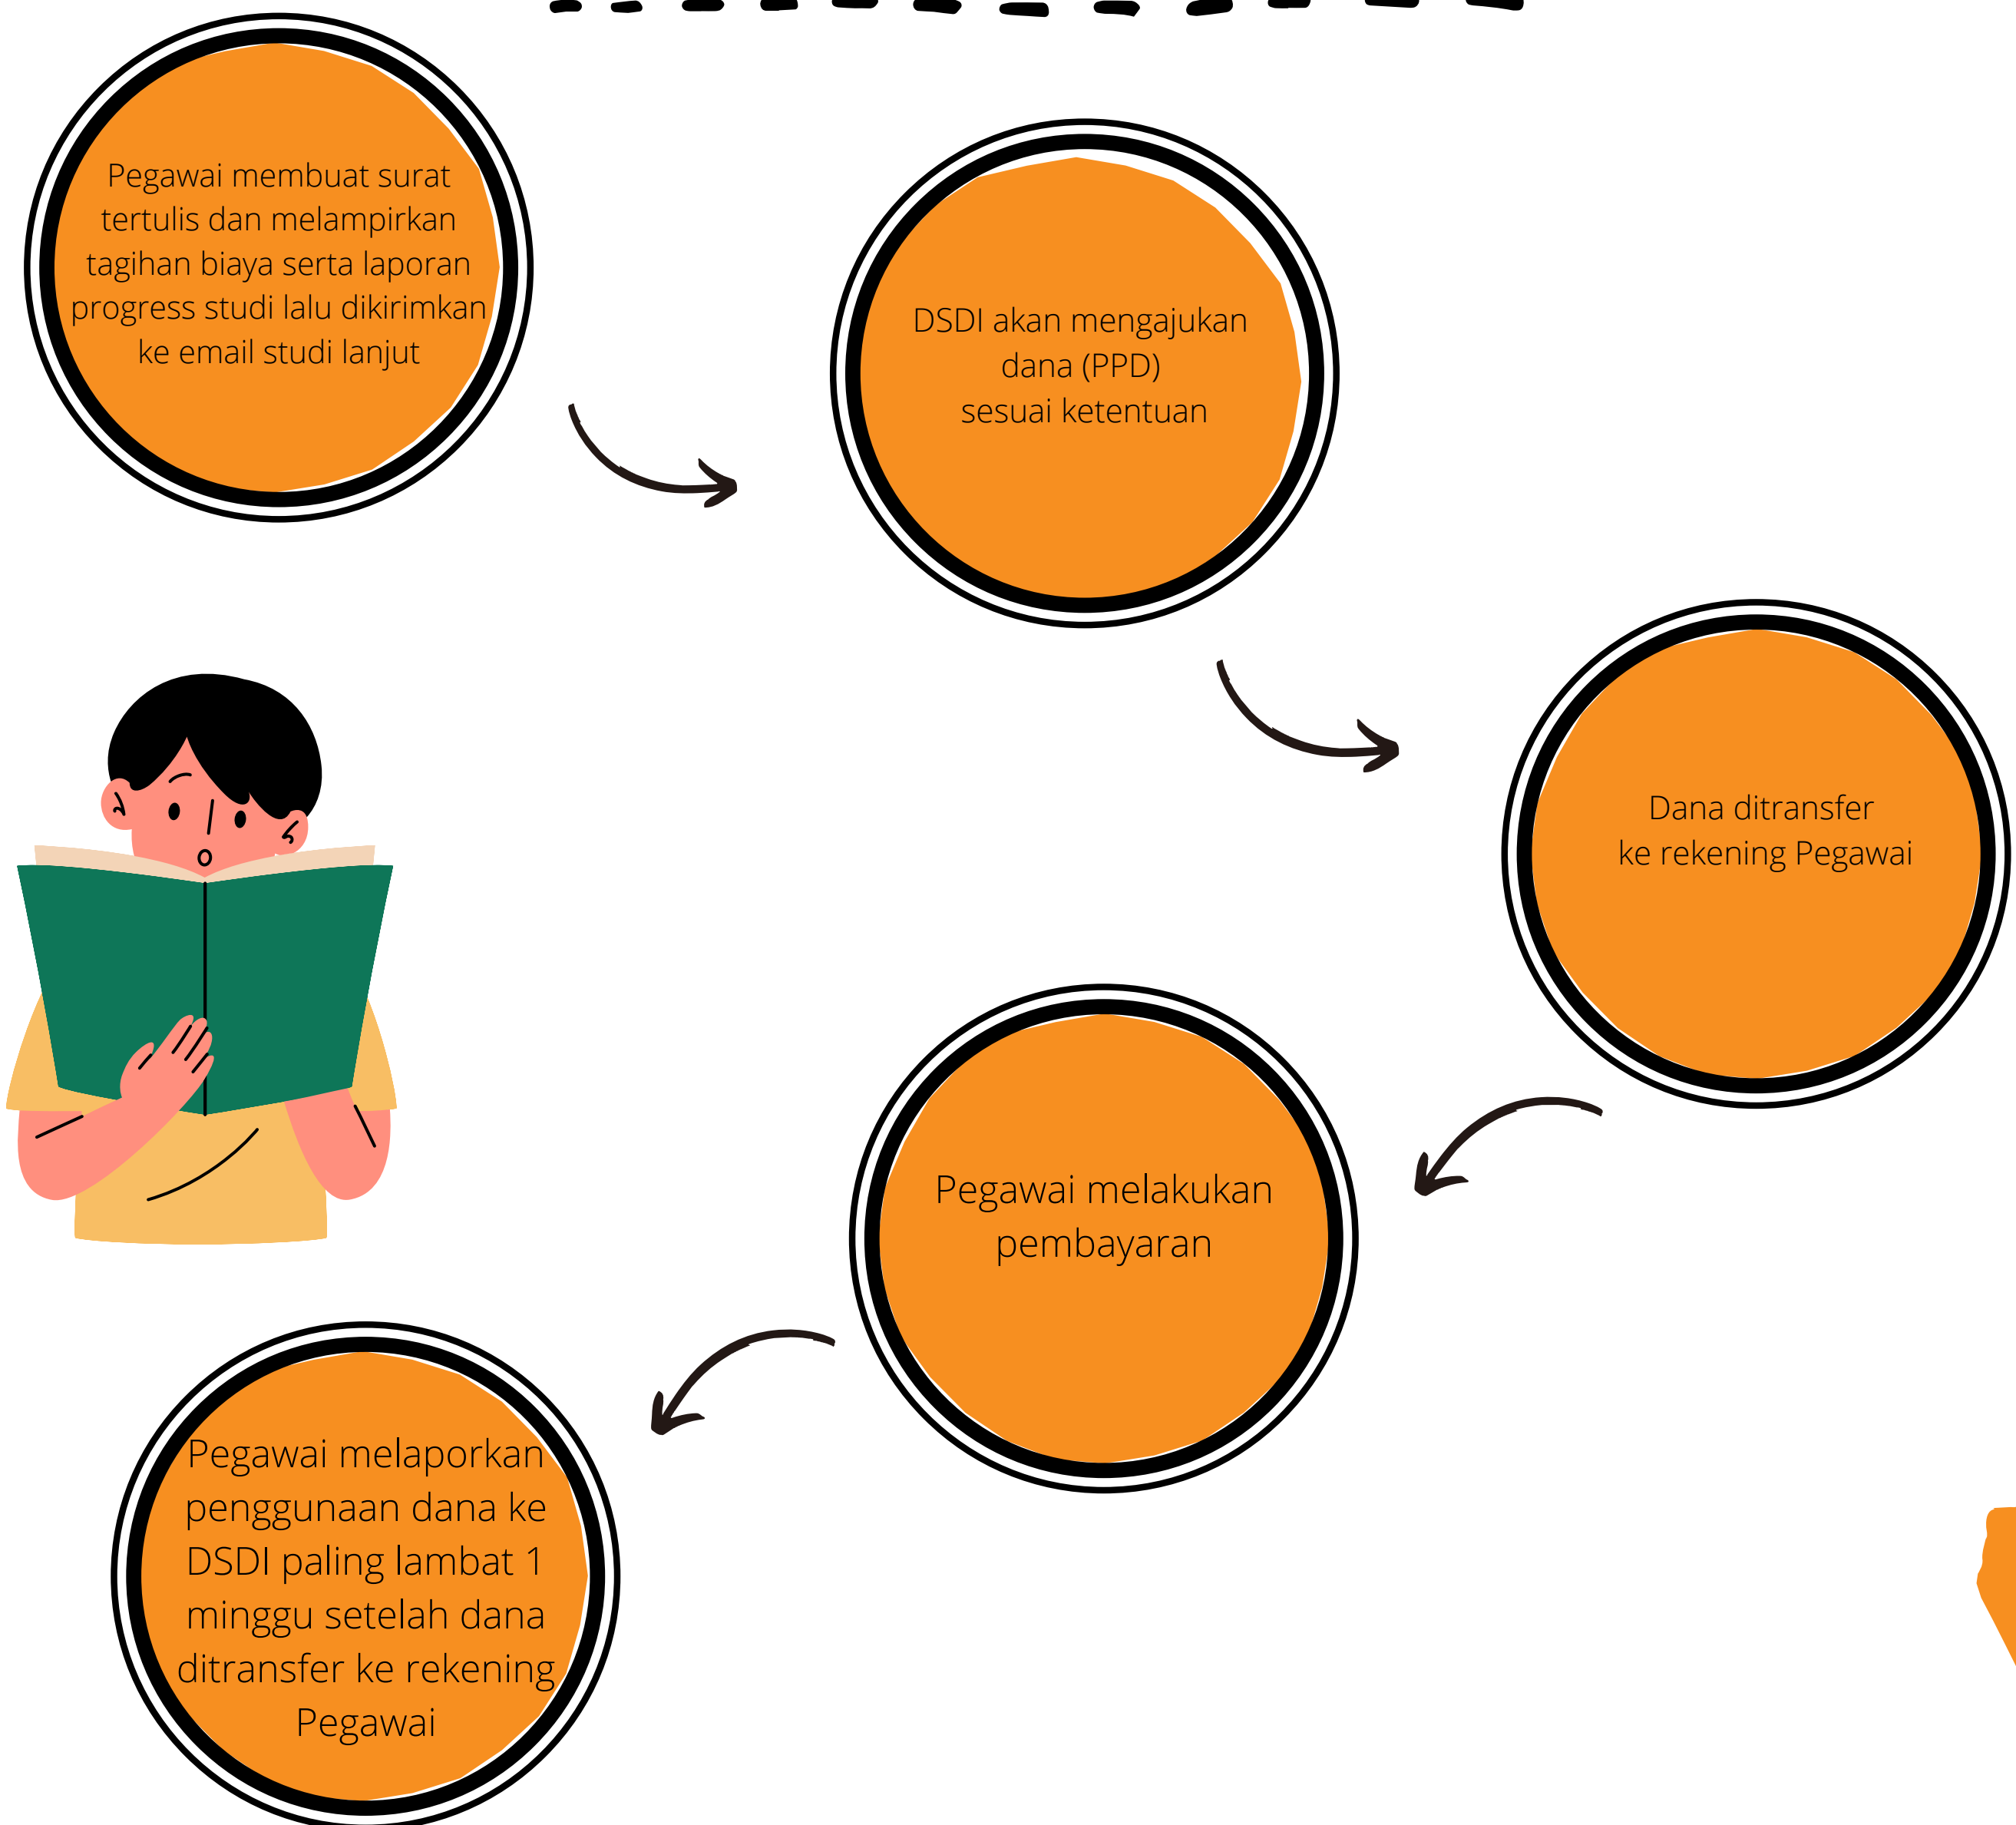 Pegawai membuat surat
tertulis dan melampirkan
tagihan biaya serta laporan
progress studi lalu dikirimkan
ke email studi lanjut
DSDI akan mengajukan
dana (PPD)
sesuai ketentuan
Dana ditransfer
ke rekening Pegawai
Pegawai melakukan
pembayaran
Pegawai melaporkan
penggunaan dana ke
DSDI paling lambat 1
minggu setelah dana
ditransfer ke rekening
Pegawai